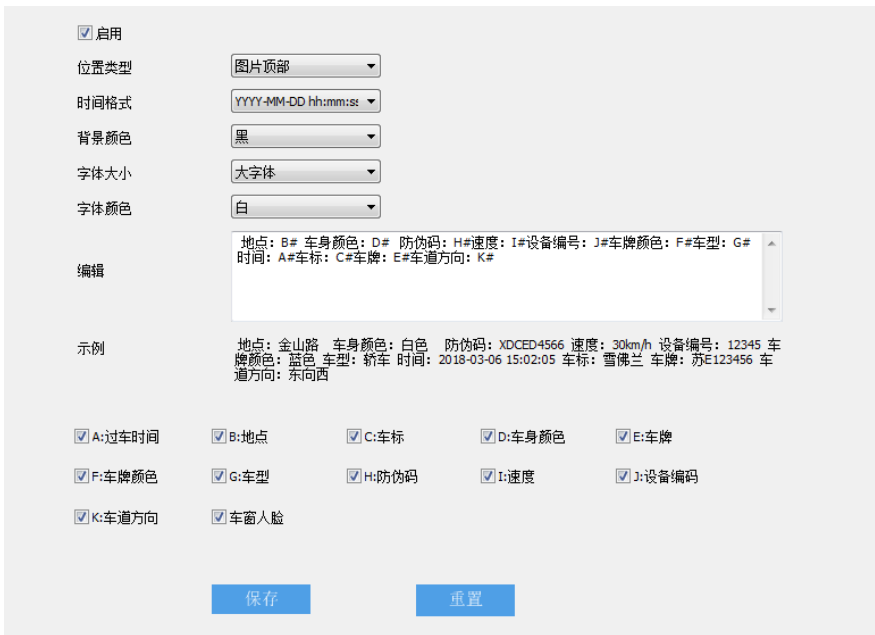 启用
位置类型 图片顶部
时间格式 YYYY-MM-DD hh:mm:ss
背景颜色 黑
字体大小 大字体
字体颜色 白
编辑
地点：B# 车身颜色：D# 防伪码：H#速度：I#设备编号：J#车牌颜色：F#车型：G#
时间：A#车标：C#车牌：E#车道方向：K#
示例
地点：金山路 车身颜色：白色 防伪码：XDCED4566 速度：30km/h 设备编号：12345 车
牌颜色：蓝色 车型：轿车 时间：2018-03-06 15:02:05 车标：雪佛兰 车牌：苏E123456 车
道方向：东向西
A:过车时间 B:地点 C:车标 D:车身颜色 E:车牌
F:车牌颜色 G:车型 H:防伪码 I:速度 J:设备编码
K:车道方向 车窗人脸
保存 重置